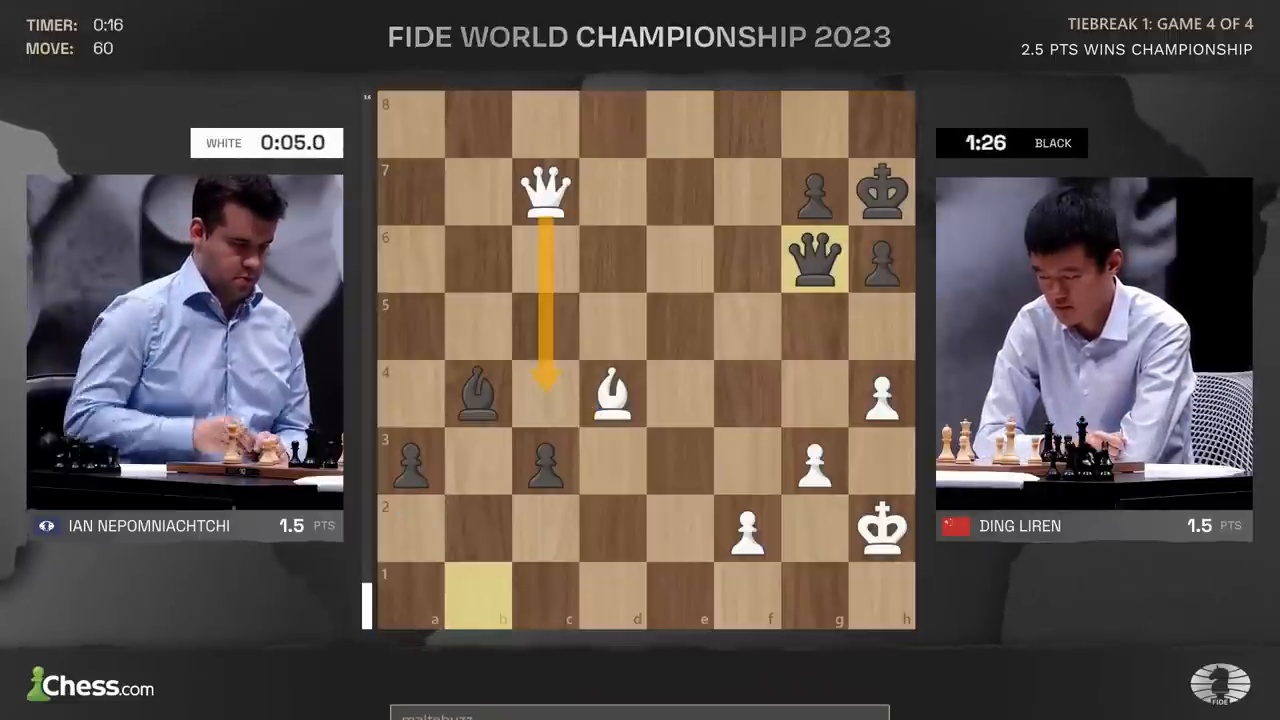 TIMER: 0:16
MOVE: 60
FIDE WORLD CHAMPIONSHIP 2023
TIEBREAK 1: GAME 4 OF 4
2.5 PTS WINS CHAMPIONSHIP
WHITE 0:05.0
1:26 BLACK
8
7
6
5
4
3
2
1
a b c d e f g h
IAN NEPOMNIACHTCHI 1.5 PTS
DING LIREN 1.5 PTS
Chess.com
FIDE